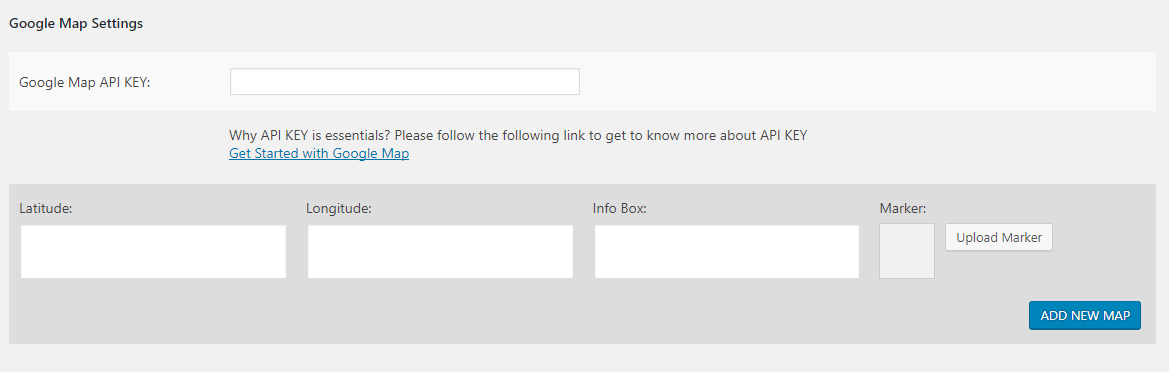 Google Map Settings
Google Map API KEY:
Why API KEY is essentials? Please follow the following link to get to know more about API KEY
Get Started with Google Map
Latitude: Longitude: Info Box: Marker:
Upload Marker
ADD NEW MAP